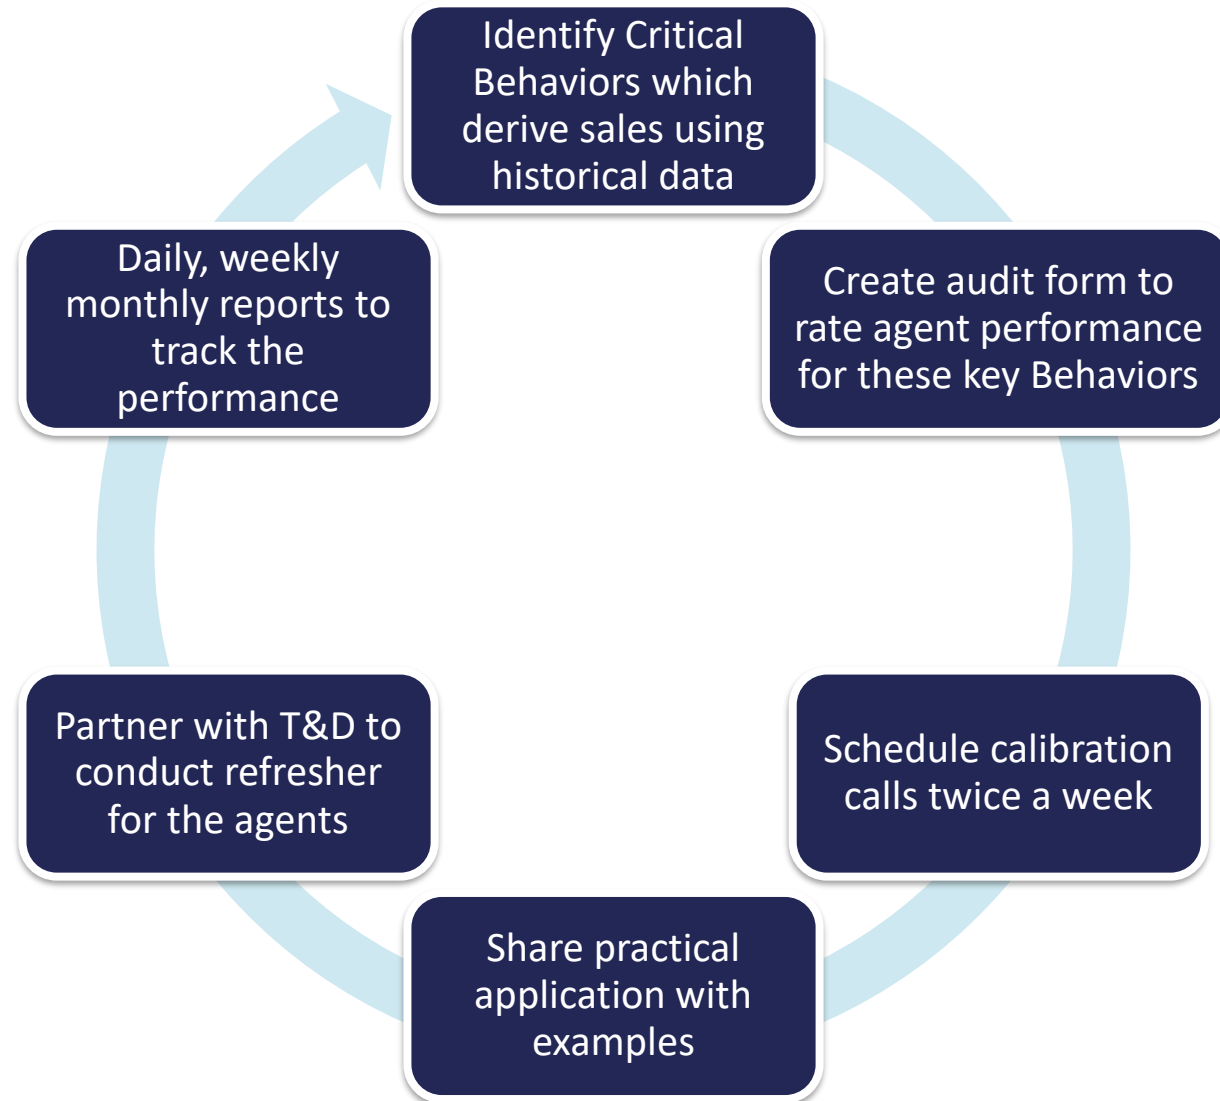 Identify Critical
Behaviors which
derive sales using
historical data
Create audit form to
rate agent performance
for these key Behaviors
Schedule calibration
calls twice a week
Share practical
application with
examples
Partner with T&D to
conduct refresher
for the agents
Daily, weekly
monthly reports to
track the
performance